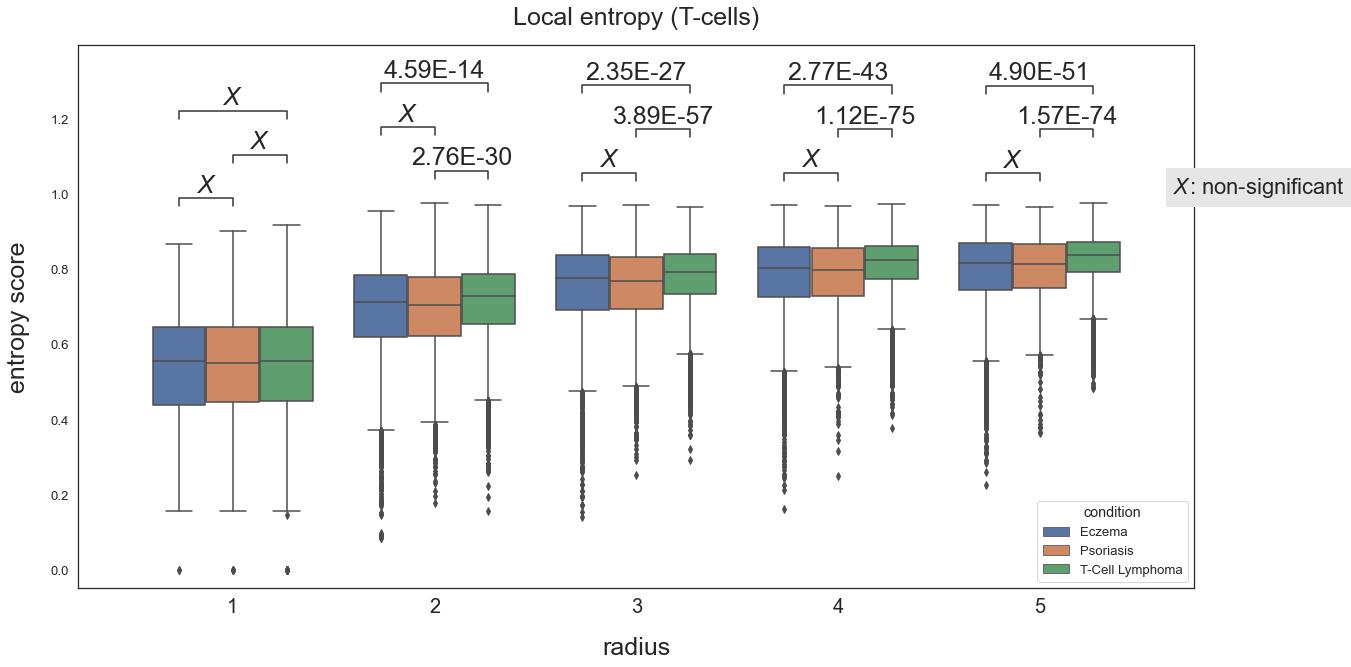 Local entropy (T-cells)
4.59E-14
2.35E-27
2.77E-43
4.90E-51
X
X
3.89E-57
1.12E-75
1.57E-74
X
2.76E-30
X
X
X
X
X: non-significant
entropy score
1.2
1.0
0.8
0.6
0.4
0.2
0.0
condition
Eczema
Psoriasis
T-Cell Lymphoma
1
2
3
4
5
radius